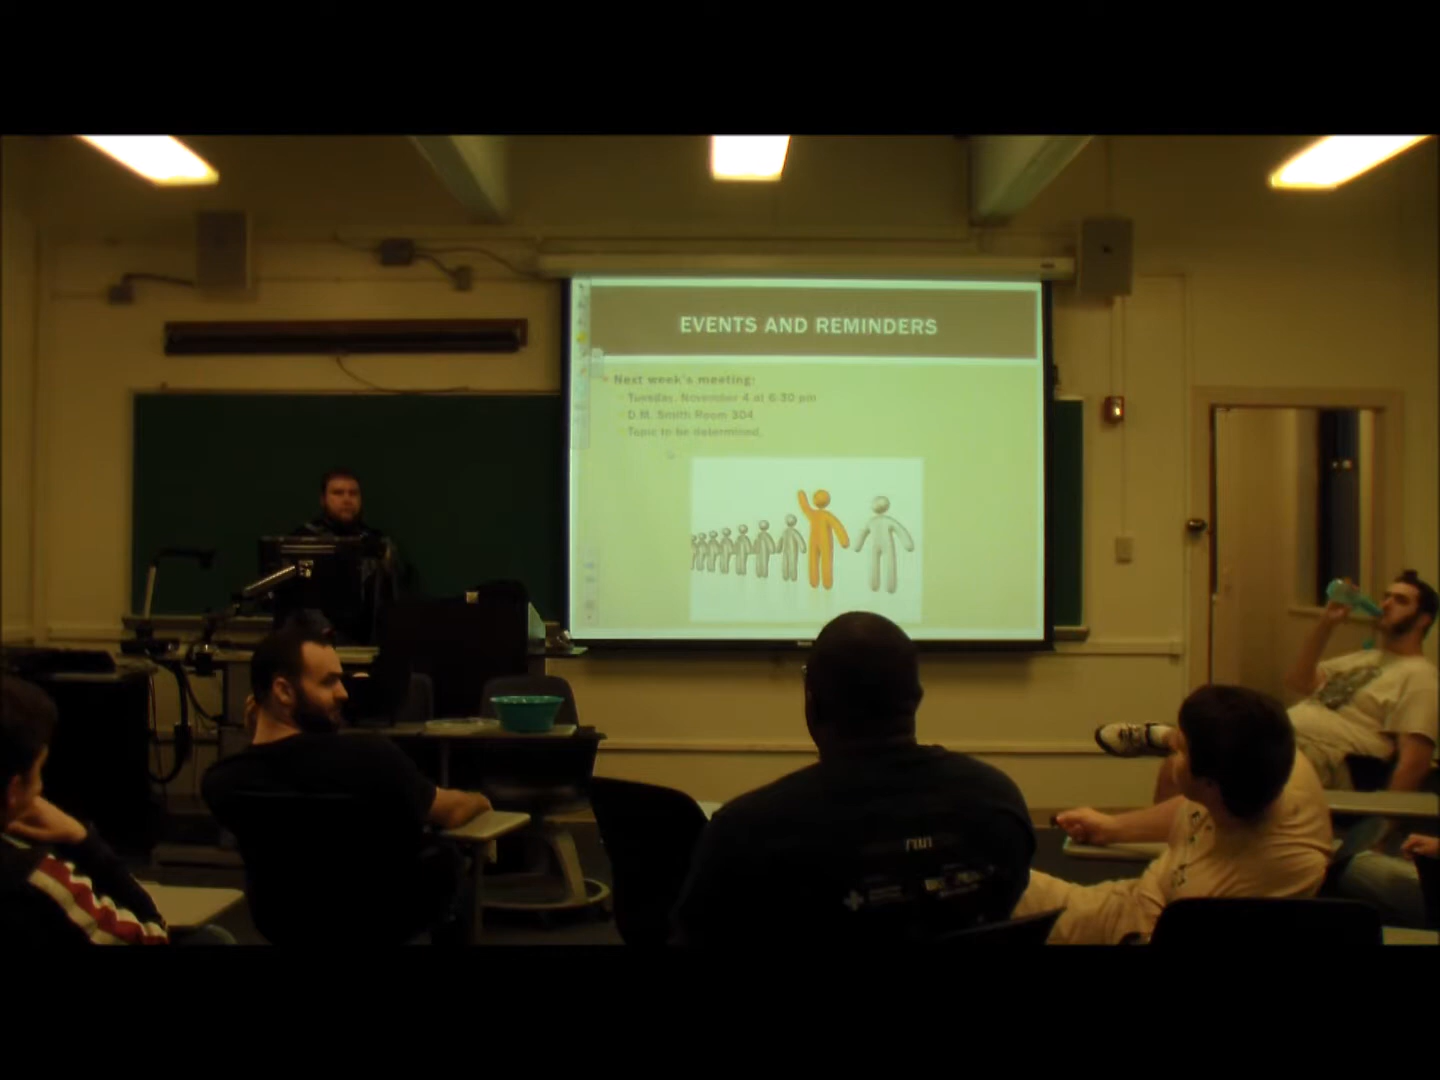 EVENTS AND REMINDERS
Next week's meeting:
Tuesday, November 4 at 6:30 pm
D.M. Smith Room 304
Topic to be determined.
run